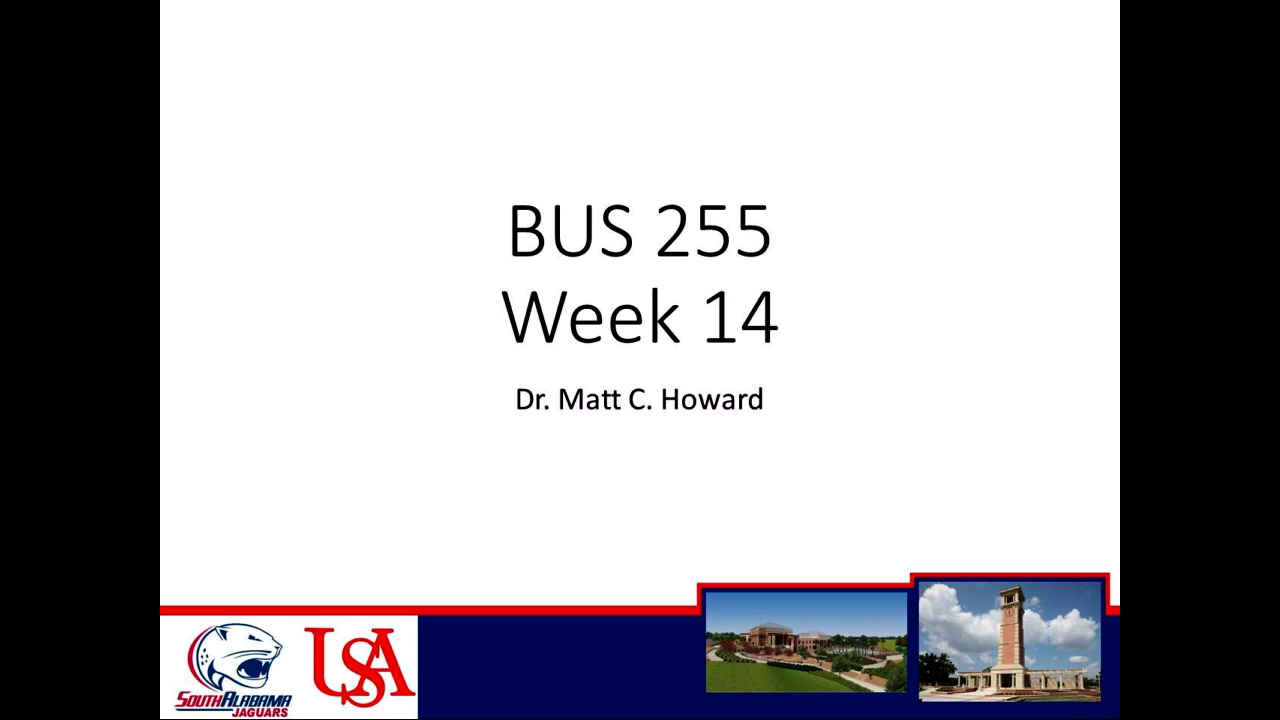 BUS 255
Week 14
Dr. Matt C. Howard
SOUTH ALABAMA
JAGUARS
USA